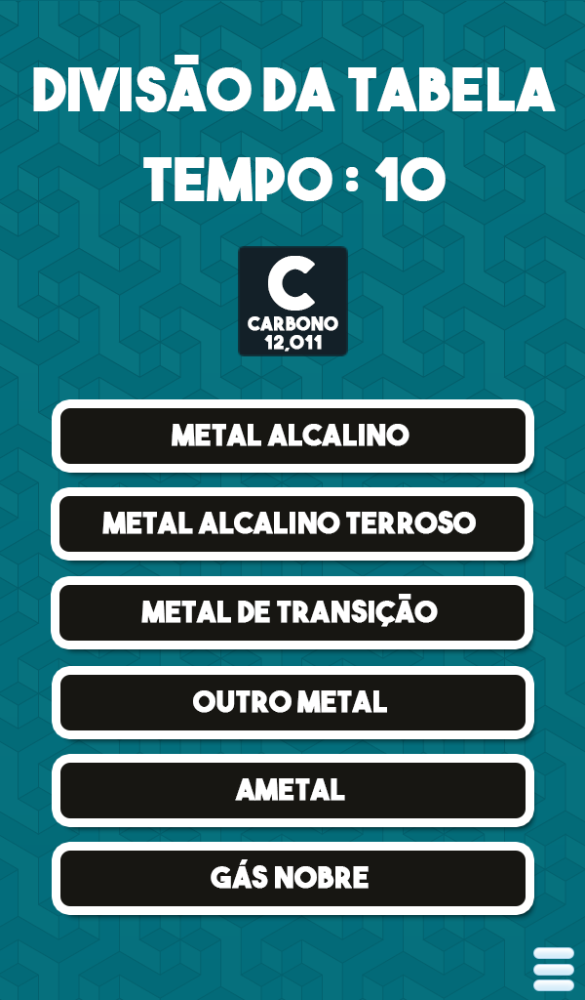 DIVISÃO DA TABELA
TEMPO : 10
C
CARBONO
12,011
METAL ALCALINO
METAL ALCALINO TERROSO
METAL DE TRANSIÇÃO
OUTRO METAL
AMETAL
GÁS NOBRE